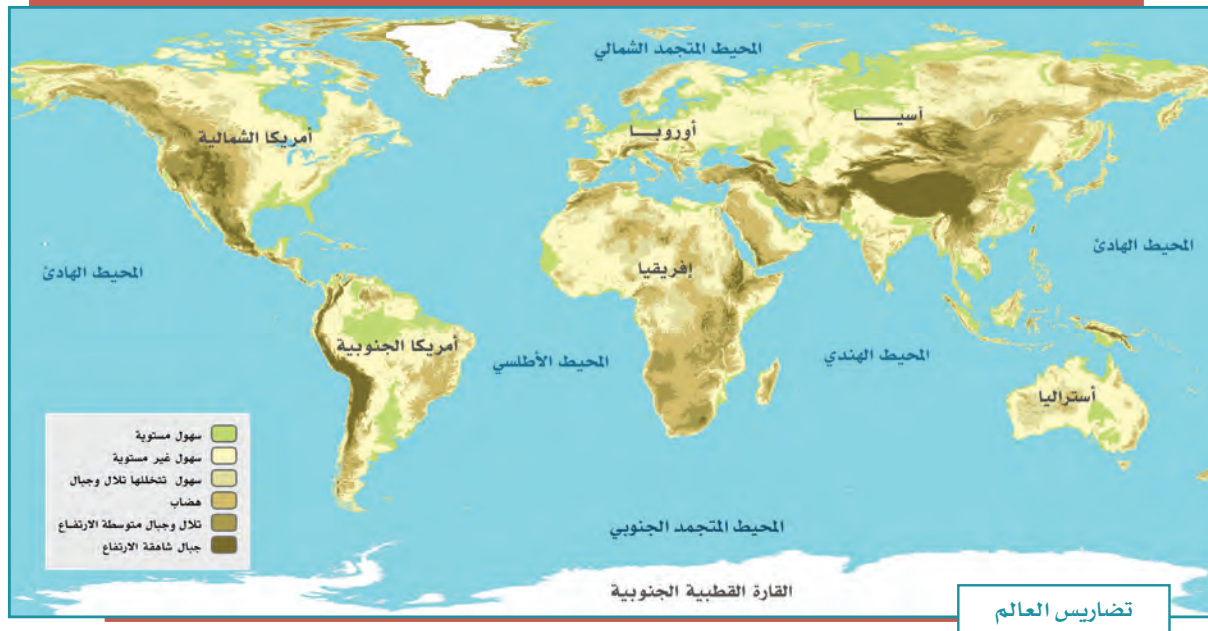 المحيط المتجمد الشمالي
أمريكا الشمالية
أوروبــا
آسيـــــا
المحيط الهادئ
المحيط الهادئ
إفريقيا
أمريكا الجنوبية
المحيط الأطلسي
المحيط الهندي
أستراليا
سهول مستوية
سهول غير مستوية
سهول تتخللها تلال وجبال
هضاب
تلال وجبال متوسطة الارتفاع
جبال شاهقة الارتفاع
المحيط المتجمد الجنوبي
القارة القطبية الجنوبية
تضاريس العالم